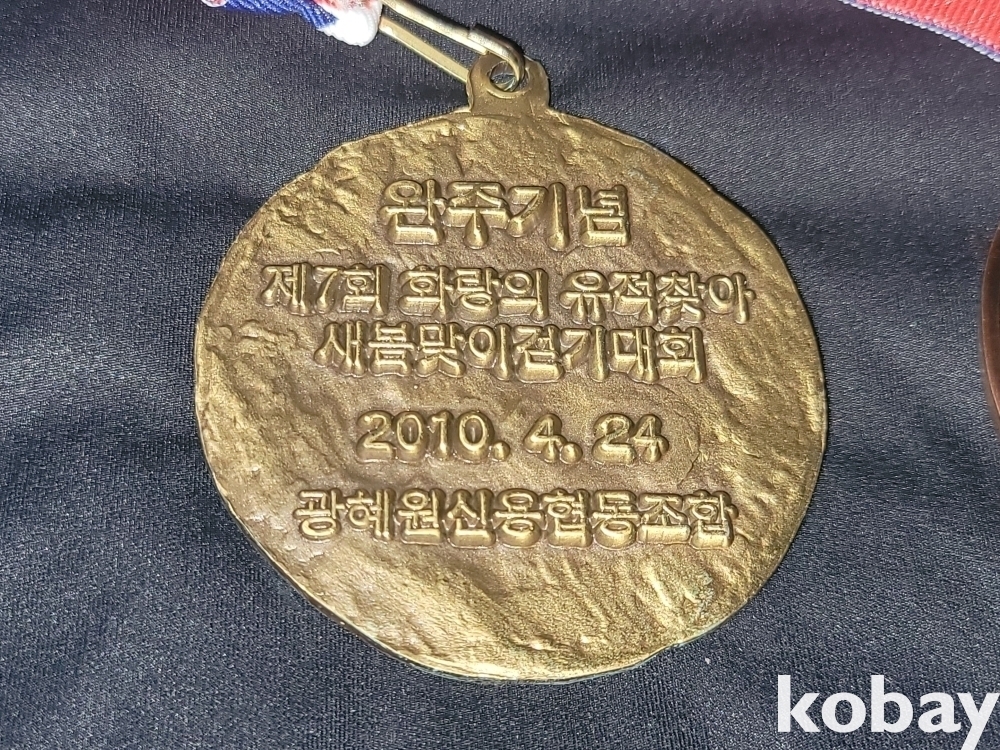 완주기념
제7회 화랑의 유적찾아
새봄맞이걷기대회
2010. 4. 24
광혜원신용협동조합
kobay